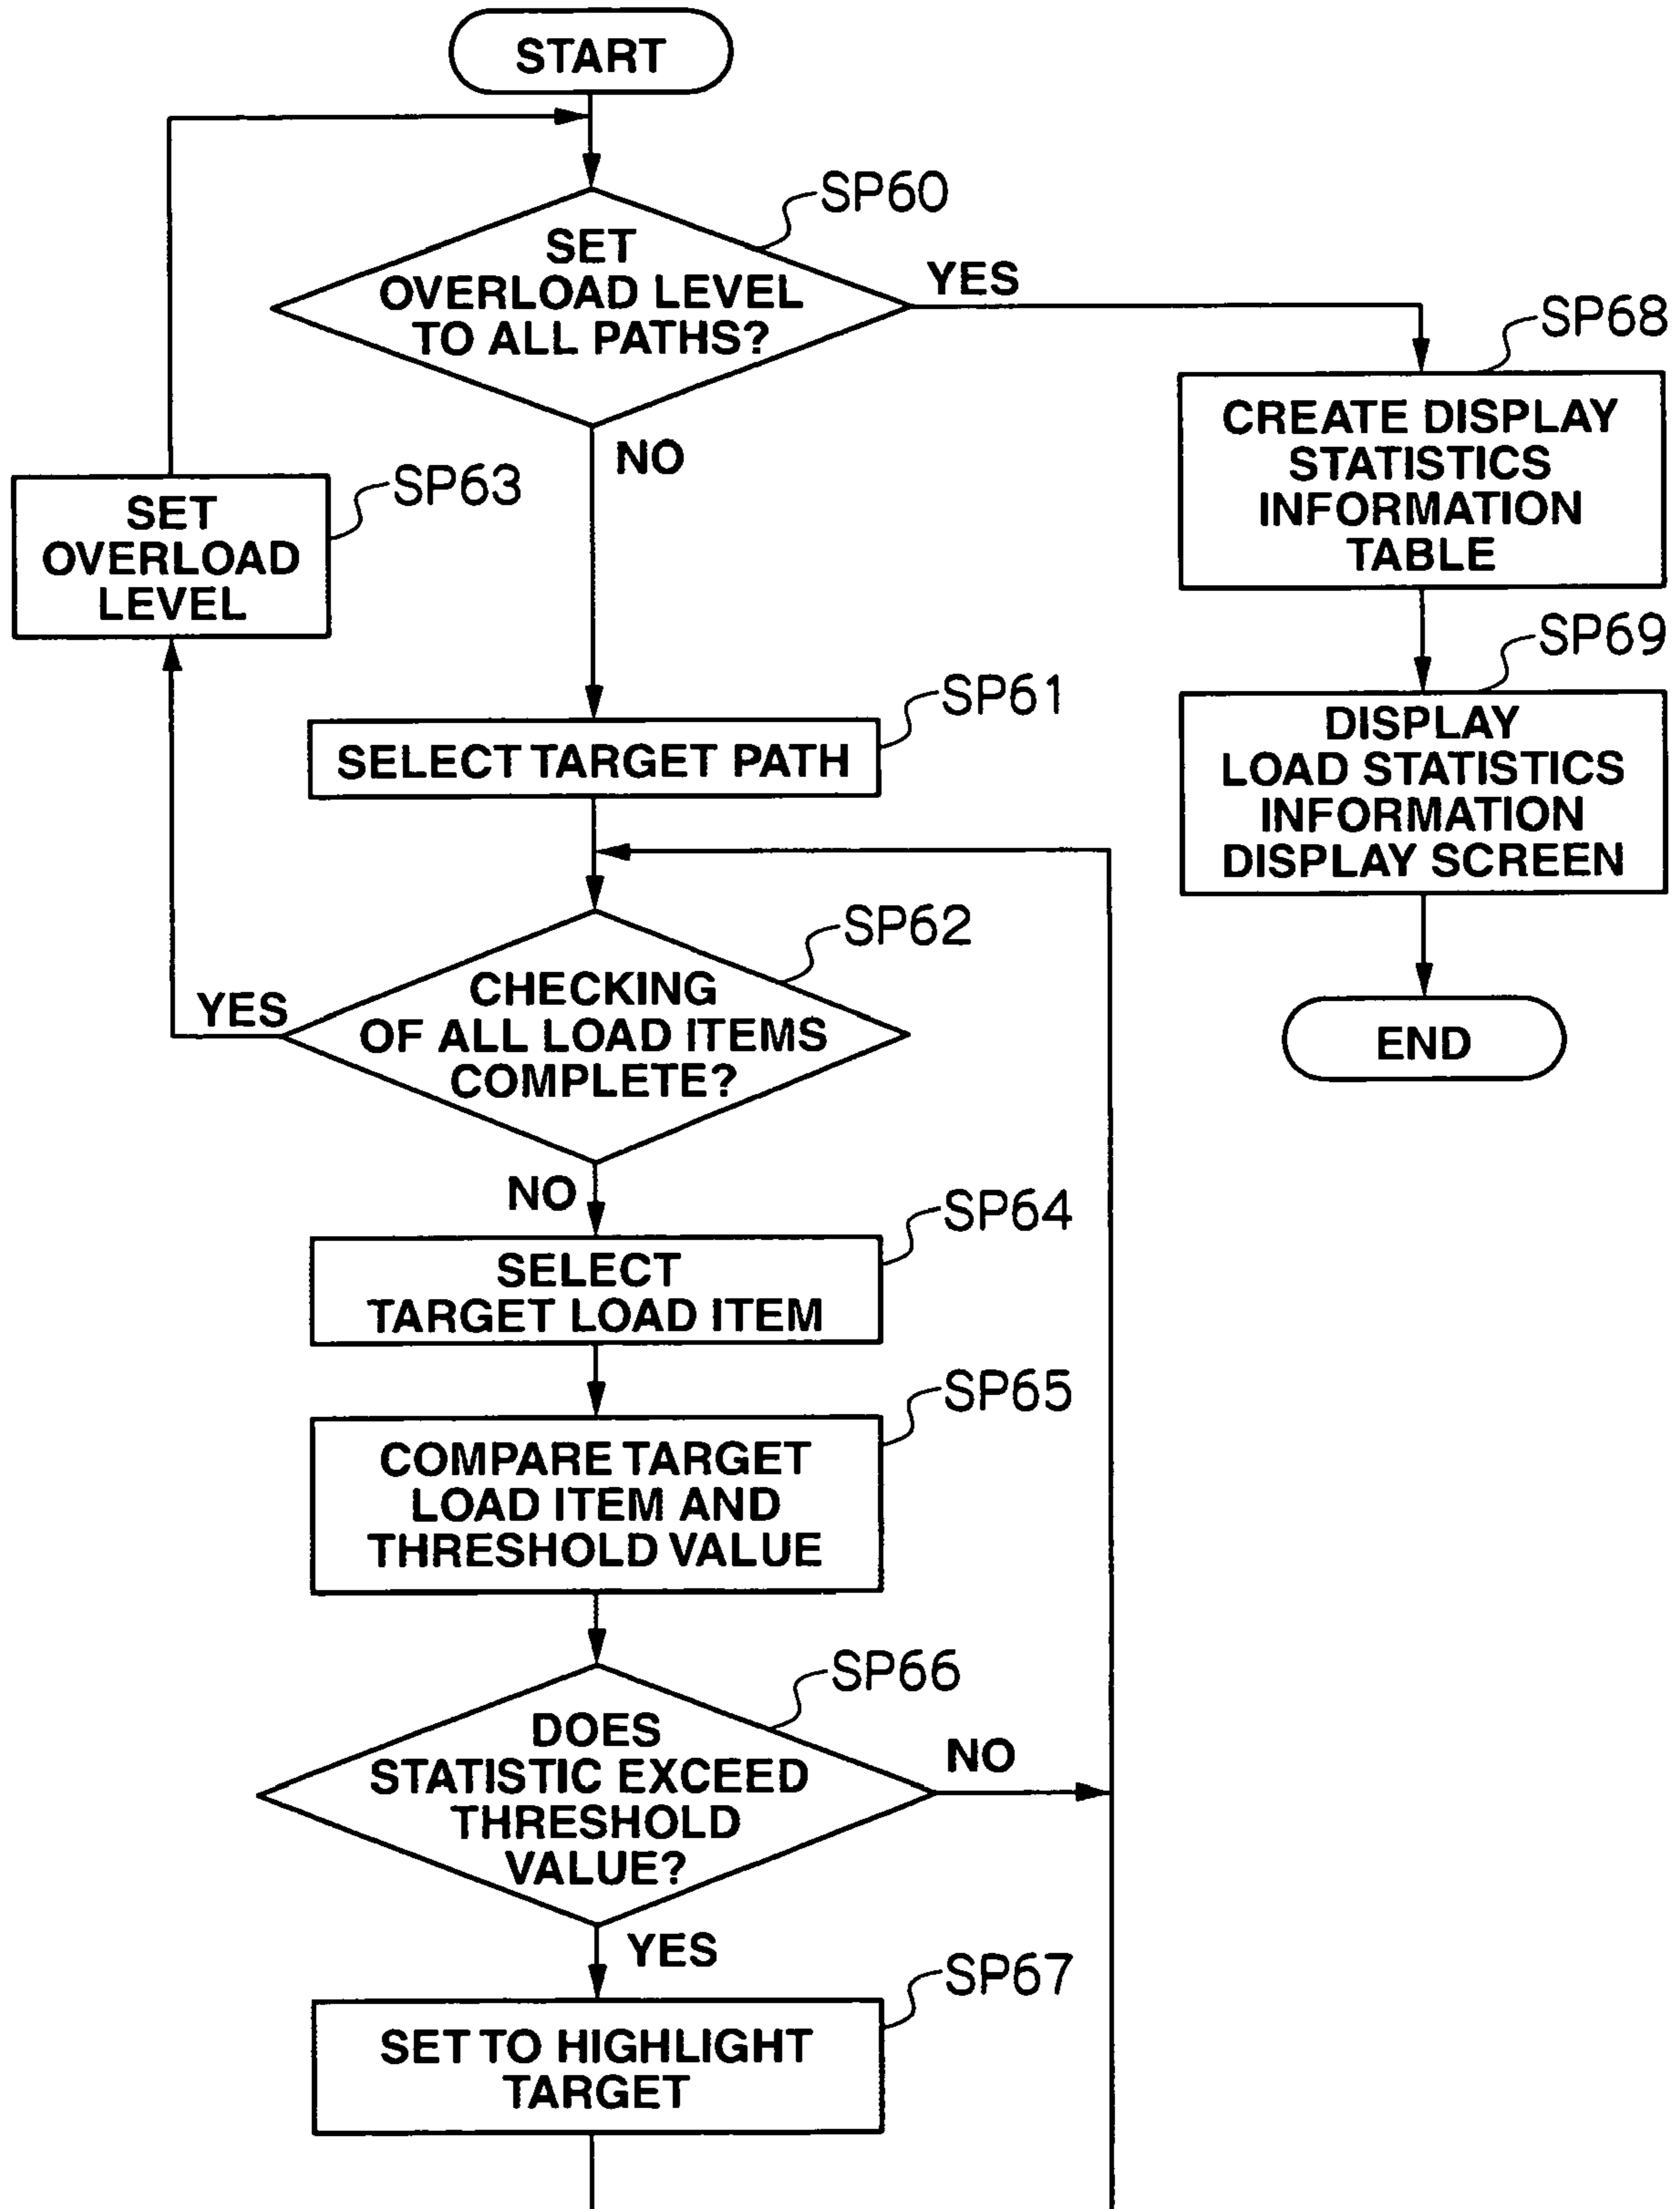 START
SP60
SET
OVERLOAD LEVEL
TO ALL PATHS?
YES
NO
SP63
SET
OVERLOAD
LEVEL
SP68
CREATE DISPLAY
STATISTICS
INFORMATION
TABLE
SP69
DISPLAY
LOAD STATISTICS
INFORMATION
DISPLAY SCREEN
END
SP61
SELECT TARGET PATH
SP62
CHECKING
OF ALL LOAD ITEMS
COMPLETE?
YES
NO
SP64
SELECT
TARGET LOAD ITEM
SP65
COMPARE TARGET
LOAD ITEM AND
THRESHOLD VALUE
SP66
DOES
STATISTIC EXCEED
THRESHOLD
VALUE?
NO
YES
SP67
SET TO HIGHLIGHT
TARGET